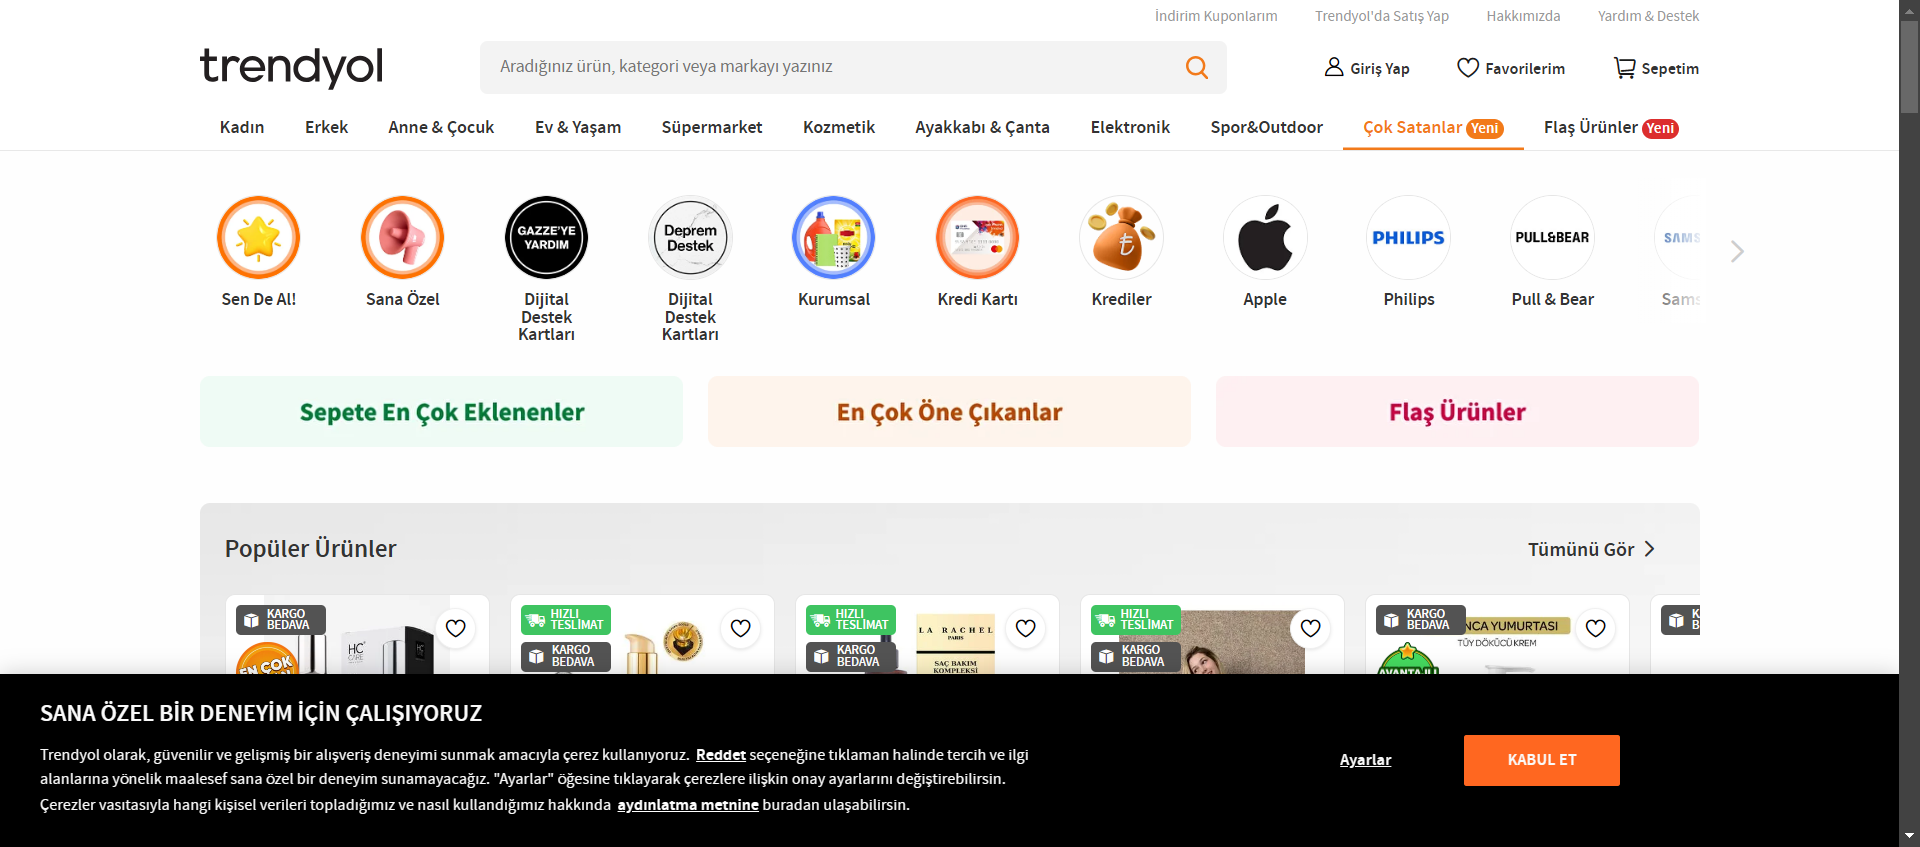 İndirim Kuponlarım Trendyol'da Satış Yap Hakkımızda Yardım & Destek
trendyol
Aradığınız ürün, kategori veya markayı yazınız
Giriş Yap Favorilerim Sepetim
Kadın Erkek Anne & Çocuk Ev & Yaşam Süpermarket Kozmetik Ayakkabı & Çanta Elektronik Spor&Outdoor Çok Satanlar Yeni Flaş Ürünler Yeni
GAZZE'YE
YARDIM
Deprem
Destek
PHILIPS
PULL&BEAR
SAMS
Sen De Al!
Sana Özel
Dijital
Destek
Kartları
Dijital
Destek
Kartları
Kurumsal
Kredi Kartı
Krediler
Apple
Philips
Pull & Bear
Sams
Sepete En Çok Eklenenler
En Çok Öne Çıkanlar
Flaş Ürünler
Popüler Ürünler
Tümünü Gör
KARGO
BEDAVA
EN ÇOK
HC
CARE
HIZLI
TESLİMAT
KARGO
BEDAVA
HIZLI
TESLİMAT
KARGO
BEDAVA
LA RACHEL
PARIS
SAÇ BAKIM
KOMPLEKSİ
HIZLI
TESLİMAT
KARGO
BEDAVA
KARGO
BEDAVA
NCA YUMURTASI
TÜY DÖKÜCÜ KREM
AVANTAJLI
K
B
SANA ÖZEL BİR DENEYİM İÇİN ÇALIŞIYORUZ
Trendyol olarak, güvenilir ve gelişmiş bir alışveriş deneyimi sunmak amacıyla çerez kullanıyoruz. Reddet seçeneğine tıklaman halinde tercih ve ilgi
alanlarına yönelik maalesef sana özel bir deneyim sunamayacağız. "Ayarlar" öğesine tıklayarak çerezlere ilişkin onay ayarlarını değiştirebilirsin.
Çerezler vasıtasıyla hangi kişisel verileri topladığımız ve nasıl kullandığımız hakkında aydınlatma metnine buradan ulaşabilirsin.
Ayarlar
KABUL ET